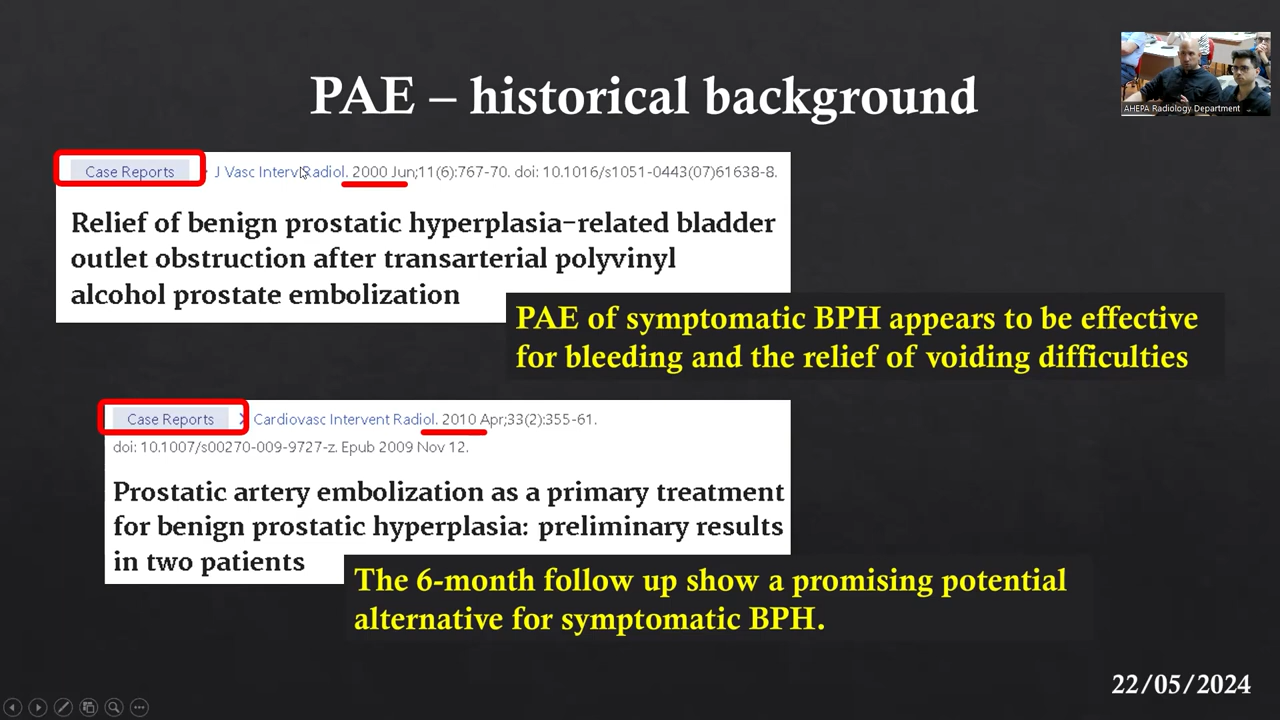 AHEPA Radiology Department
PAE – historical background
Case Reports
J Vasc Interv Radiol. 2000 Jun;11(6):767-70. doi: 10.1016/s1051-0443(07)61638-8.
Relief of benign prostatic hyperplasia-related bladder
outlet obstruction after transarterial polyvinyl
alcohol prostate embolization
PAE of symptomatic BPH appears to be effective
for bleeding and the relief of voiding difficulties
Case Reports > Cardiovasc Intervent Radiol. 2010 Apr;33(2):355-61.
doi: 10.1007/s00270-009-9727-z. Epub 2009 Nov 12.
Prostatic artery embolization as a primary treatment
for benign prostatic hyperplasia: preliminary results
in two patients
The 6-month follow up show a promising potential
alternative for symptomatic BPH.
22/05/2024